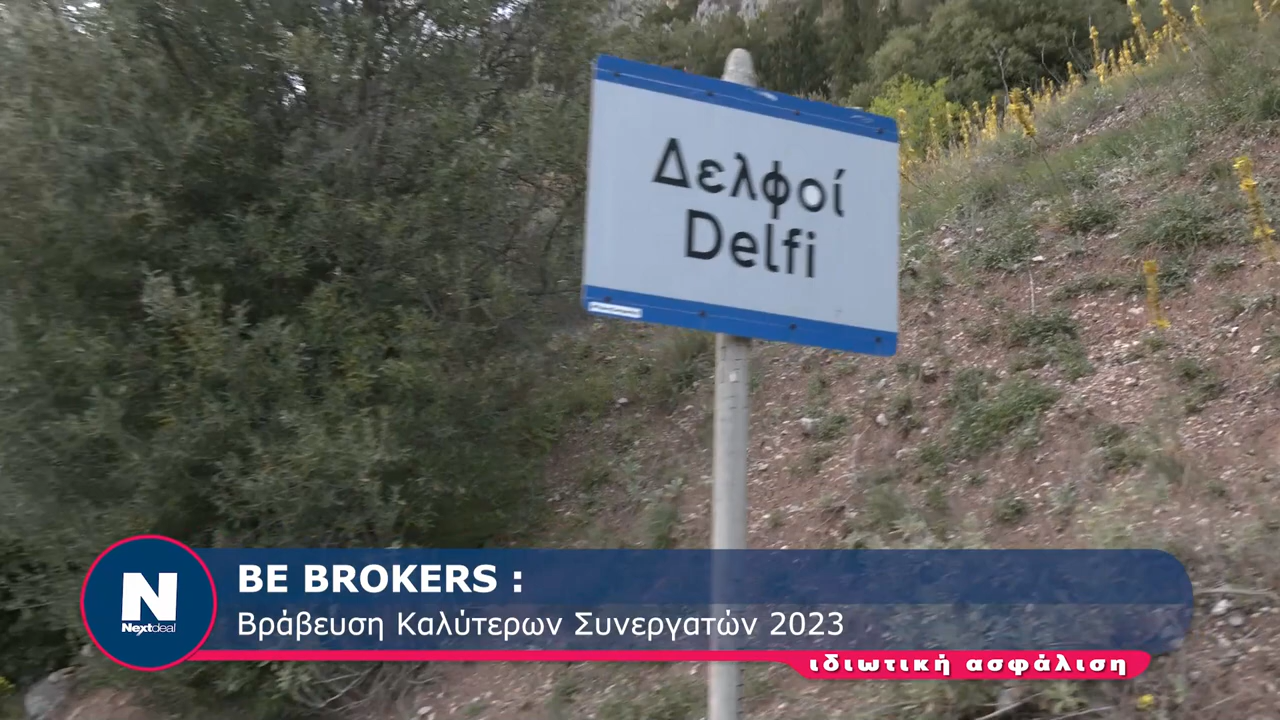 Δελφοί
Delfi
BE BROKERS :
Βράβευση Καλύτερων Συνεργατών 2023
N
Nextdeal
ιδιωτική ασφάλιση